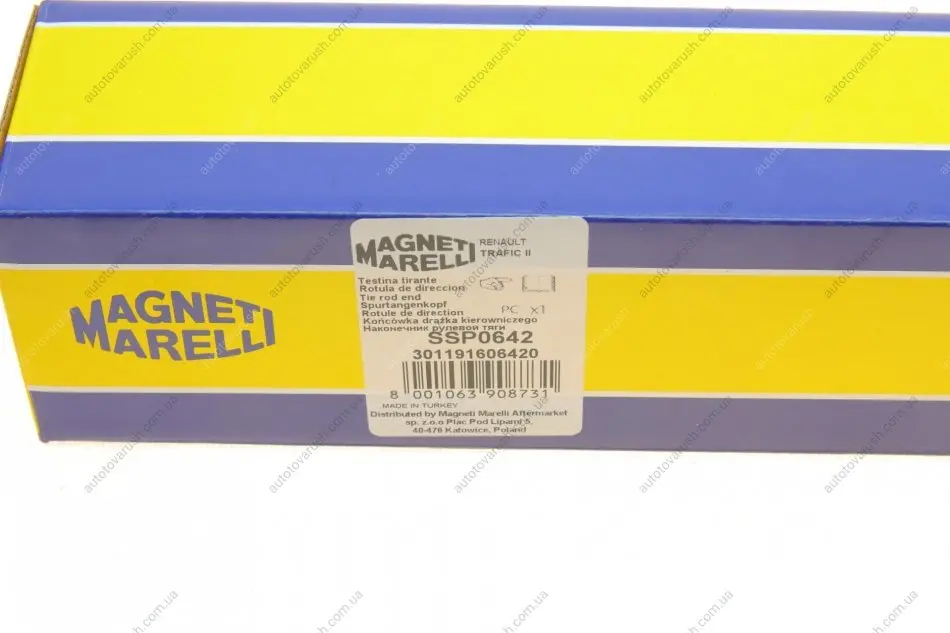 MAGNETI
MARELLI
MAGNETI
MARELLI
RENAULT
TRAFIC II
Testina tirante
Rotula de direccion
Tie rod end
Spurtangenkopf
Rotule de direction
PC x1
Końcówka drążka kierowniczego
Наконечник рулевой тяги
SSP0642
301191606420
8 001063 908731
MADE IN TURKEY
Distributed by Magneti Marelli Aftermarket
sp. z.o.o Plac Pod Lipami 5,
40-476 Katowice, Poland
autotovarush.com.ua